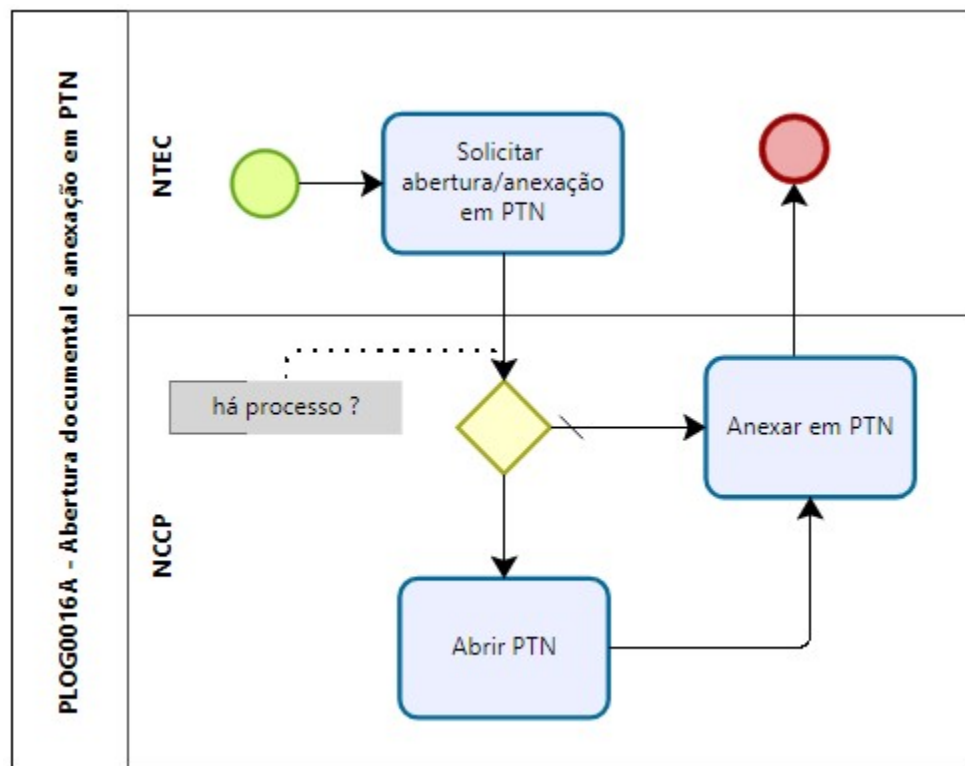 PLOG0016A - Abertura documental e anexação em PTN
NTEC
Solicitar
abertura/anexação
em PTN
há processo ?
Anexar em PTN
NCCP
Abrir PTN